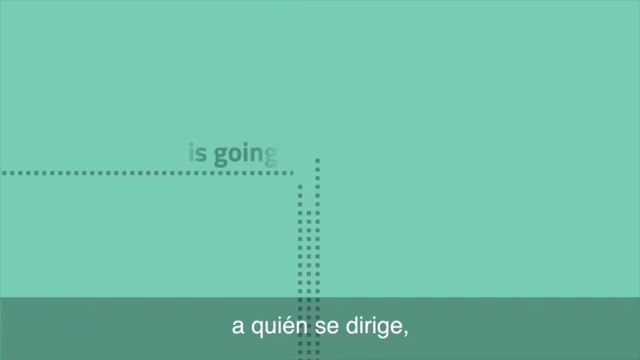 is going
a quién se dirige,